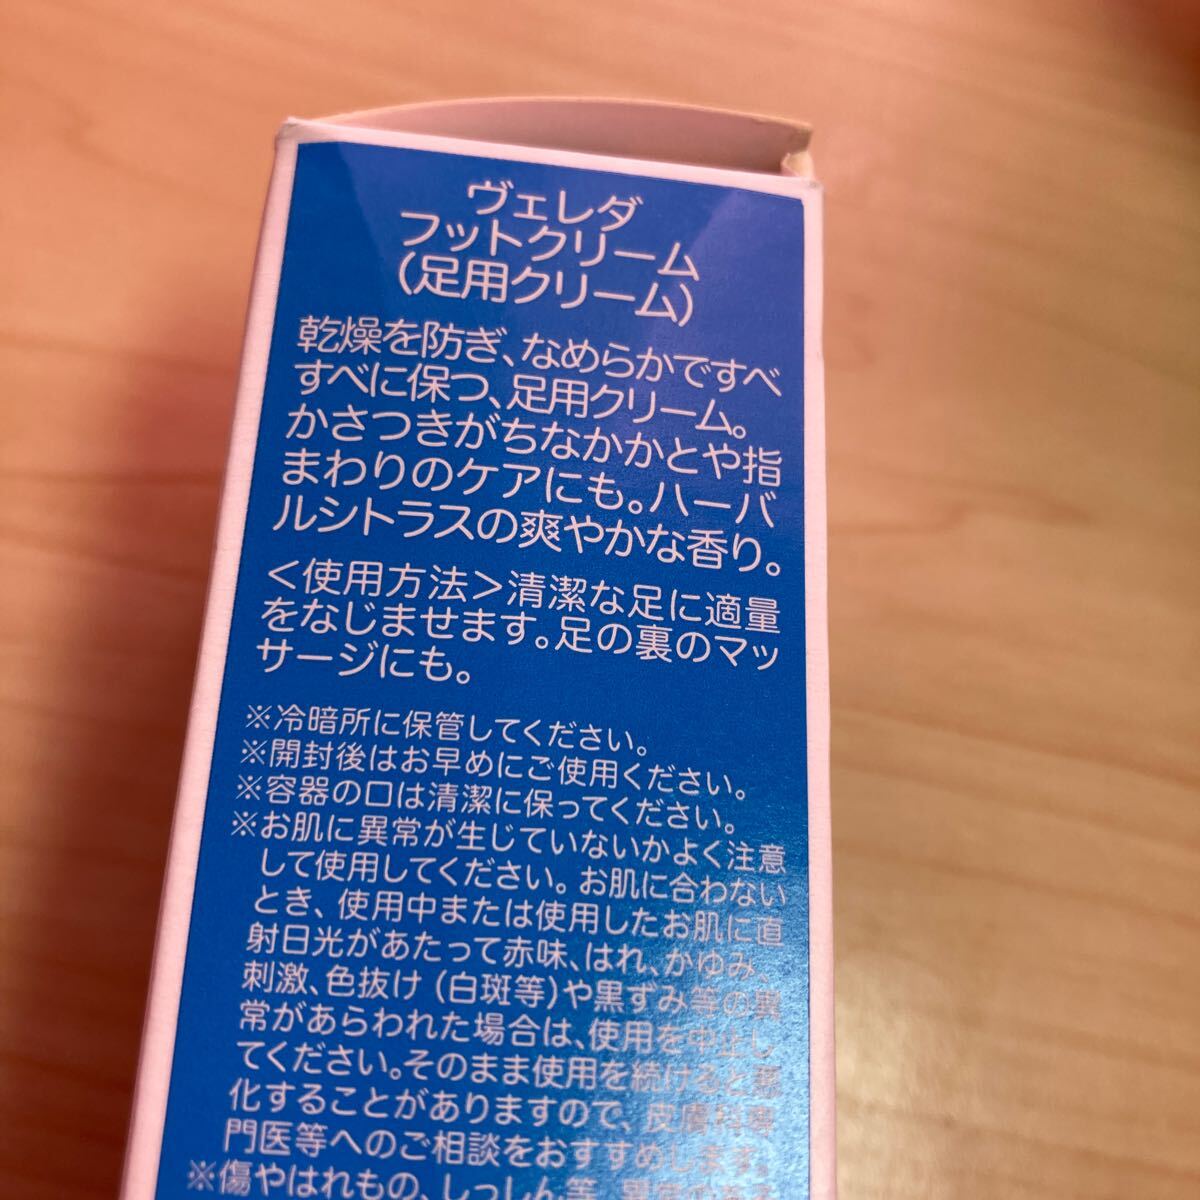 ヴェレダ
フットクリーム
(足用クリーム)
乾燥を防ぎ、なめらかですべ
すべに保つ、足用クリーム。
かさつきがちなかかとや指
まわりのケアにも。ハーバ
ルシトラスの爽やかな香り。
＜使用方法＞清潔な足に適量
をなじませます。足の裏のマッ
サージにも。
※冷暗所に保管してください。
※開封後はお早めにご使用ください。
※容器の口は清潔に保ってください。
※お肌に異常が生じていないかよく注意
して使用してください。お肌に合わない
とき、使用中または使用したお肌に直
射日光があたって赤味、はれ、かゆみ、
刺激、色抜け(白斑等)や黒ずみ等の異
常があらわれた場合は、使用を中止し
てください。そのまま使用を続けると悪
化することがありますので、皮膚科専
門医等へのご相談をおすすめします。
※傷やはれもの、しっしん等